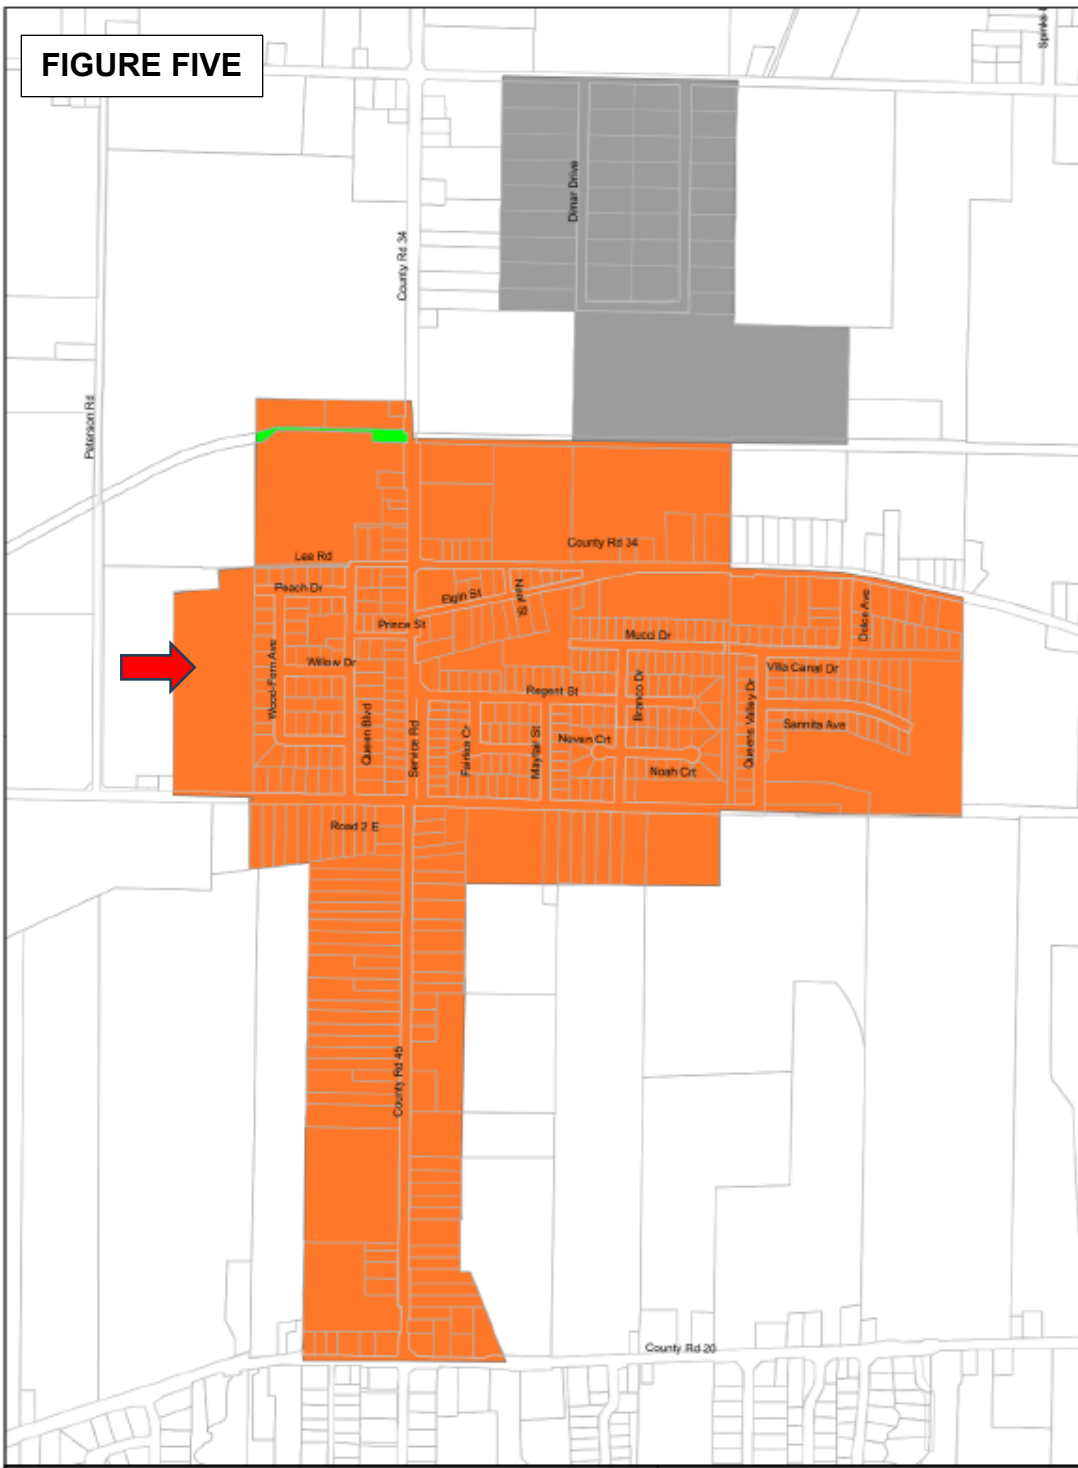 FIGURE FIVE
Dimar Drive
County Rd 34
Peterson Rd
County Rd 34
Lee Rd
Peach Dr
Elgin St
Prince St
Mucci Dr
Dolce Ave
Willow Dr
Villa Canal Dr
Wood-Fern Ave
Branco Dr
Regent St
Queens Valley Dr
Queen Blvd
Service Rd
Sannita Ave
Mayfair St
Nevan Crt
Noah Crt
Road 2 E
County Rd 45
County Rd 20